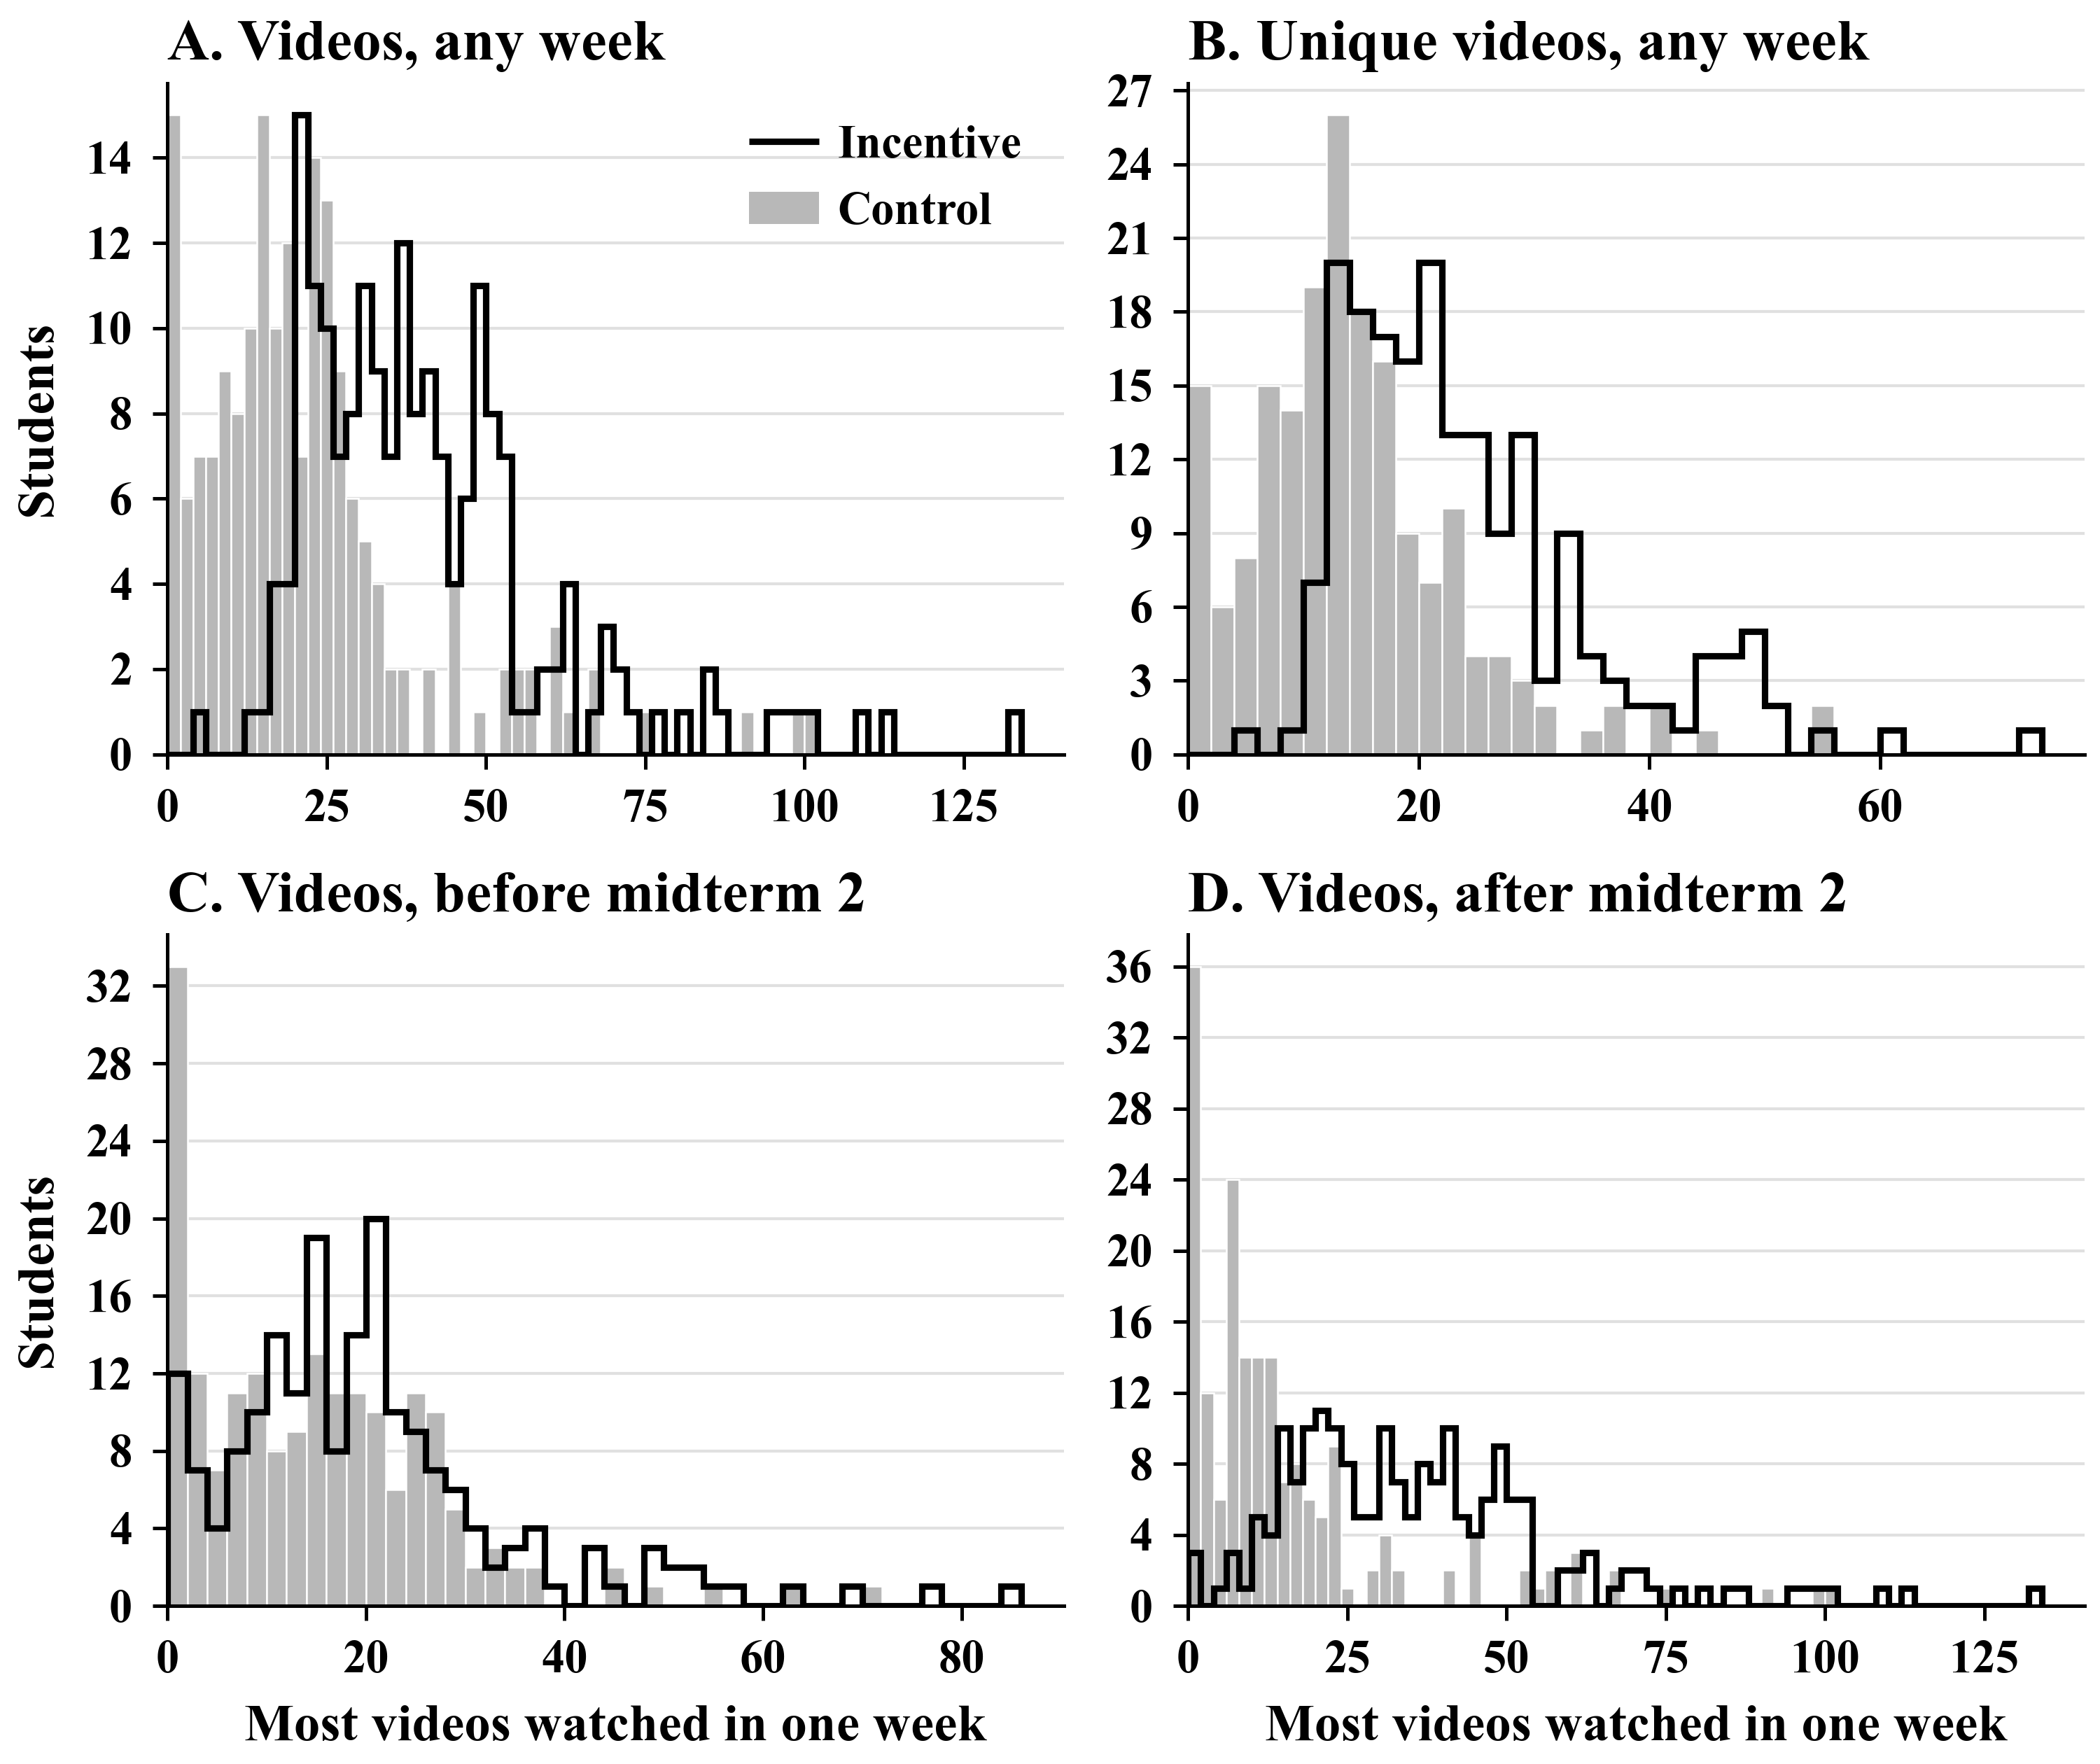 A. Videos, any week
B. Unique videos, any week
Students
14
12
10
8
6
4
2
0
Incentive
Control
0 25 50 75 100 125
27
24
21
18
15
12
9
6
3
0
0 20 40 60
C. Videos, before midterm 2
D. Videos, after midterm 2
Students
32
28
24
20
16
12
8
4
0
0 20 40 60 80
Most videos watched in one week
36
32
28
24
20
16
12
8
4
0
0 25 50 75 100 125
Most videos watched in one week